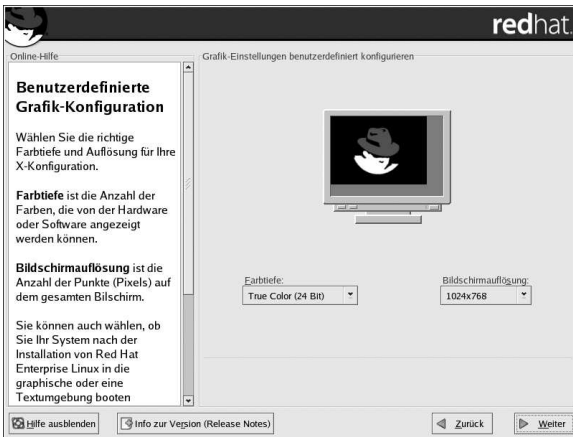 redhat.
Online-Hilfe
Benutzerdefinierte
Grafik-Konfiguration
Wählen Sie die richtige
Farbtiefe und Auflösung für Ihre
X-Konfiguration.
Farbtiefe ist die Anzahl der
Farben, die von der Hardware
oder Software angezeigt
werden können.
Bildschirmauflösung ist die
Anzahl der Punkte (Pixels) auf
dem gesamten Bilschirm.
Sie können auch wählen, ob
Sie Ihr System nach der
Installation von Red Hat
Enterprise Linux in die
graphische oder eine
Textumgebung booten
Grafik-Einstellungen benutzerdefiniert konfigurieren
Farbtiefe:
True Color (24 Bit)
Bildschirmauflösung:
1024x768
Hilfe ausblenden
Info zur Version (Release Notes)
Zurück
Weiter